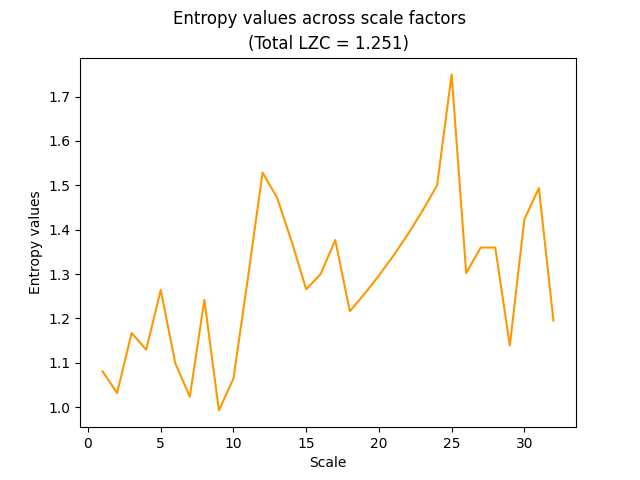 Entropy values across scale factors
(Total LZC = 1.251)
Entropy values
1.7
1.6
1.5
1.4
1.3
1.2
1.1
1.0
0 5 10 15 20 25 30
Scale